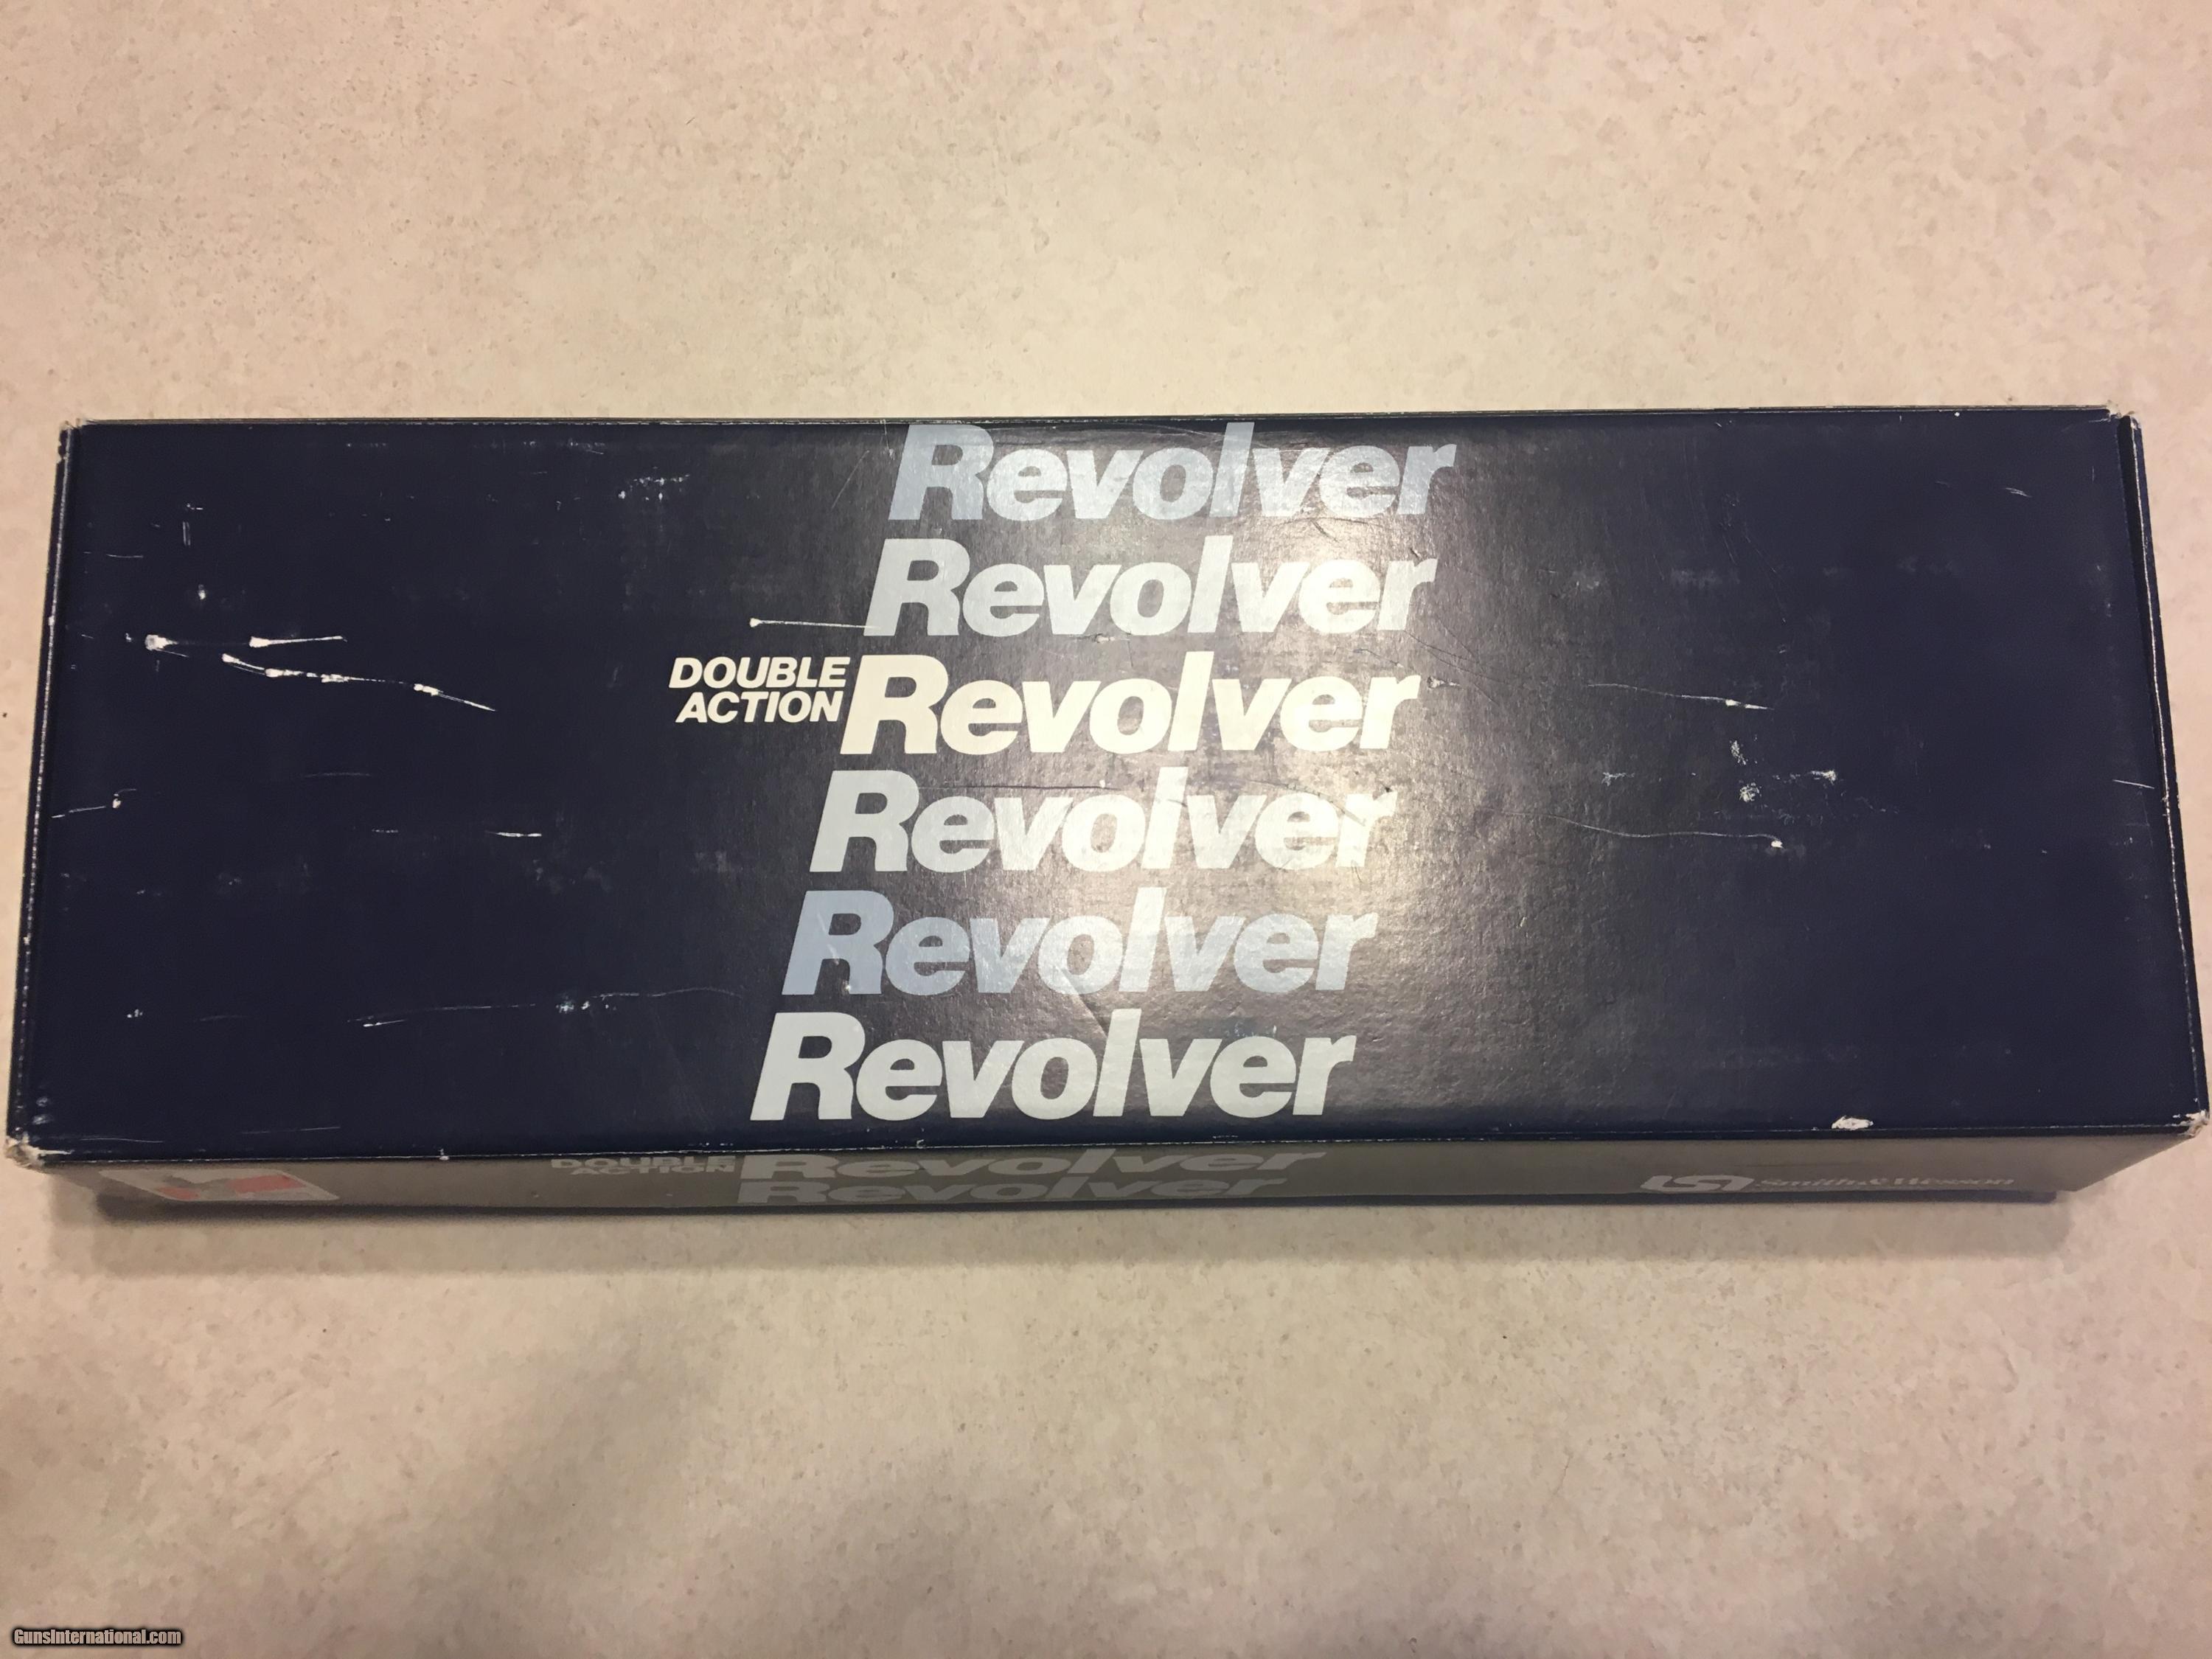 Revolver
Revolver
DOUBLE
ACTION Revolver
Revolver
Revolver
Revolver
DOUBLE
ACTION Revolver
Revolver
Smith & Wesson
GunsInternational.com